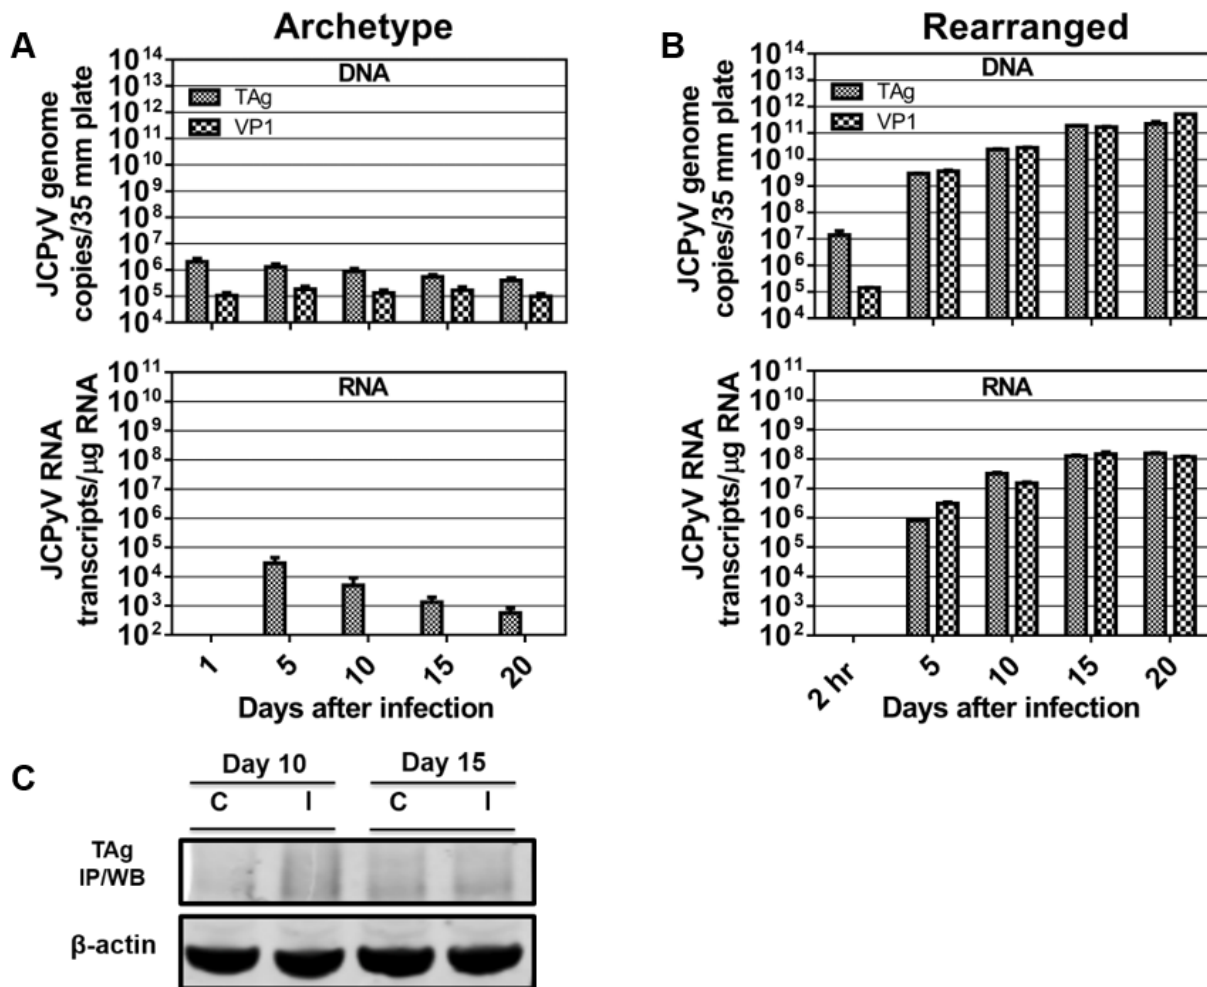 A
Archetype
DNA
TAg
VP1
JCPyV genome
copies/35 mm plate
10^14
10^13
10^12
10^11
10^10
10^9
10^8
10^7
10^6
10^5
10^4
RNA
JCPyV RNA
transcripts/μg RNA
10^11
10^10
10^9
10^8
10^7
10^6
10^5
10^4
10^3
10^2
1 5 10 15 20
Days after infection
B
Rearranged
DNA
TAg
VP1
JCPyV genome
copies/35 mm plate
10^14
10^13
10^12
10^11
10^10
10^9
10^8
10^7
10^6
10^5
10^4
RNA
JCPyV RNA
transcripts/μg RNA
10^11
10^10
10^9
10^8
10^7
10^6
10^5
10^4
10^3
10^2
2 hr 5 10 15 20
Days after infection
C
Day 10 Day 15
C I C I
TAg
IP/WB
β-actin